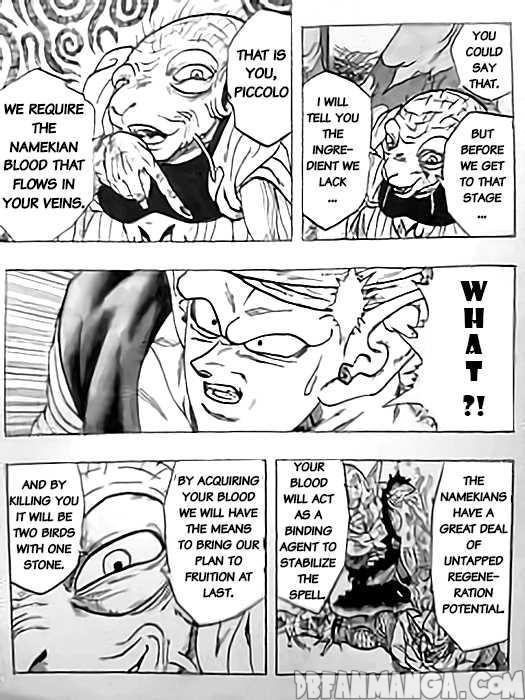 YOU
COULD
SAY
THAT.
BUT
BEFORE
WE GET
TO THAT
STAGE
...
I WILL
TELL YOU
THE
INGRE-
DIENT WE
LACK
...
THAT IS
YOU,
PICCOLO
WE REQUIRE
THE
NAMEKIAN
BLOOD THAT
FLOWS IN
YOUR VEINS.
WHAT?!
THE
NAMEKIANS
HAVE A
GREAT DEAL
OF
UNTAPPED
REGENE-
RATION
POTENTIAL.
YOUR
BLOOD
WILL ACT
AS A
BINDING
AGENT TO
STABILIZE
THE
SPELL.
BY ACQUIRING
YOUR BLOOD
WE WILL HAVE
THE MEANS
TO BRING OUR
PLAN TO
FRUITION AT
LAST.
AND BY
KILLING YOU
IT WILL BE
TWO BIRDS
WITH ONE
STONE.
DBFANMANGA.COM